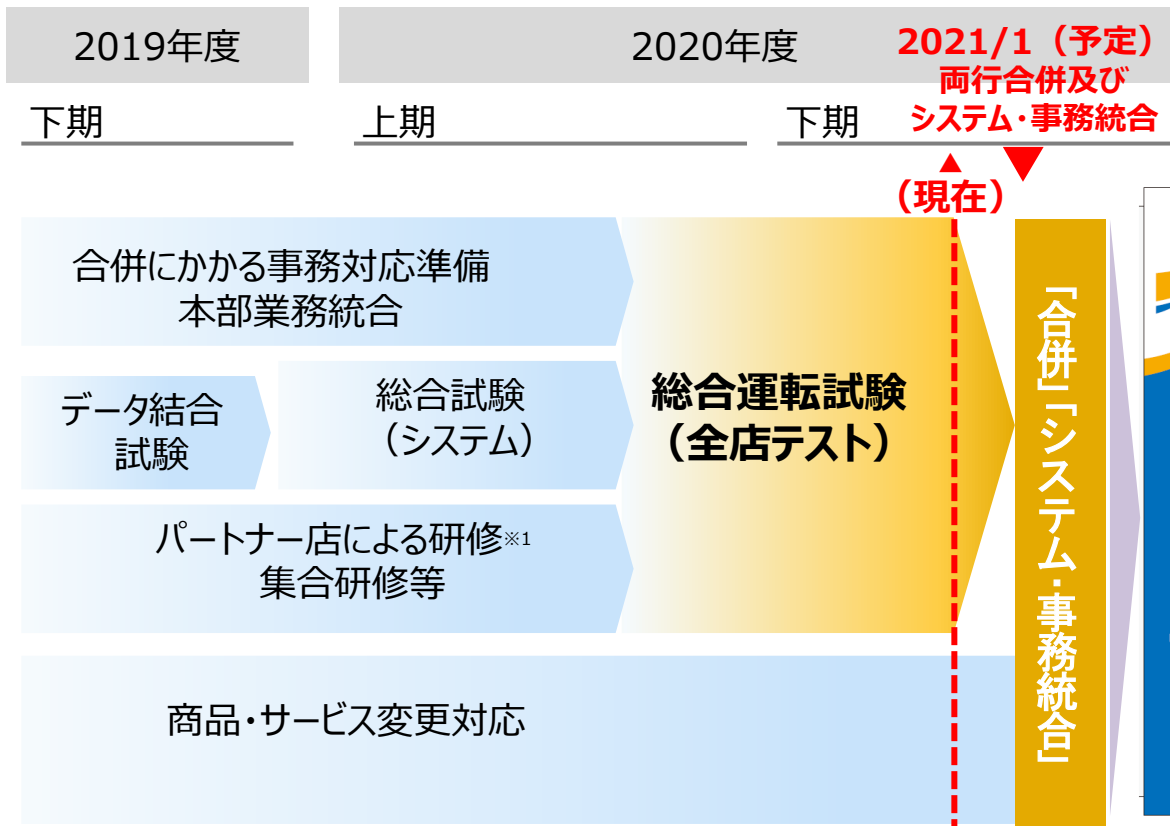 2019年度
2020年度
2021/1（予定）
両行合併及び
システム・事務統合
下期
上期
下期
（現在）
合併にかかる事務対応準備
本部業務統合
データ結合
試験
総合試験
（システム）
総合運転試験
（全店テスト）
パートナー店による研修※1
集合研修等
商品・サービス変更対応
「合併」「システム・事務統合」